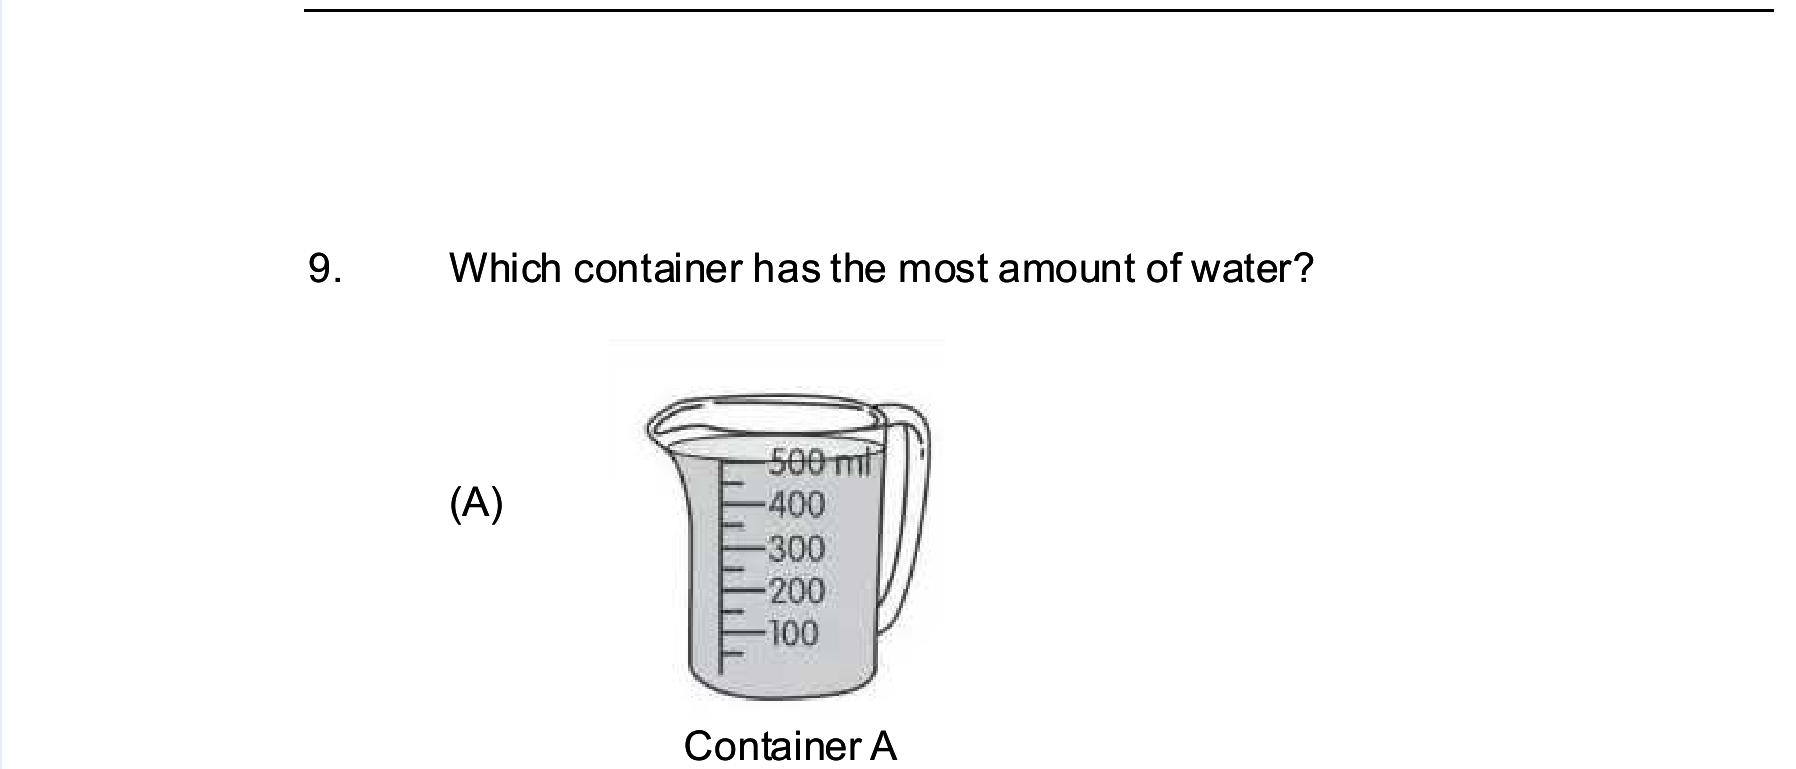 9. Which container has the most amount of water?
(A)
500 ml
400
300
200
100
Container A